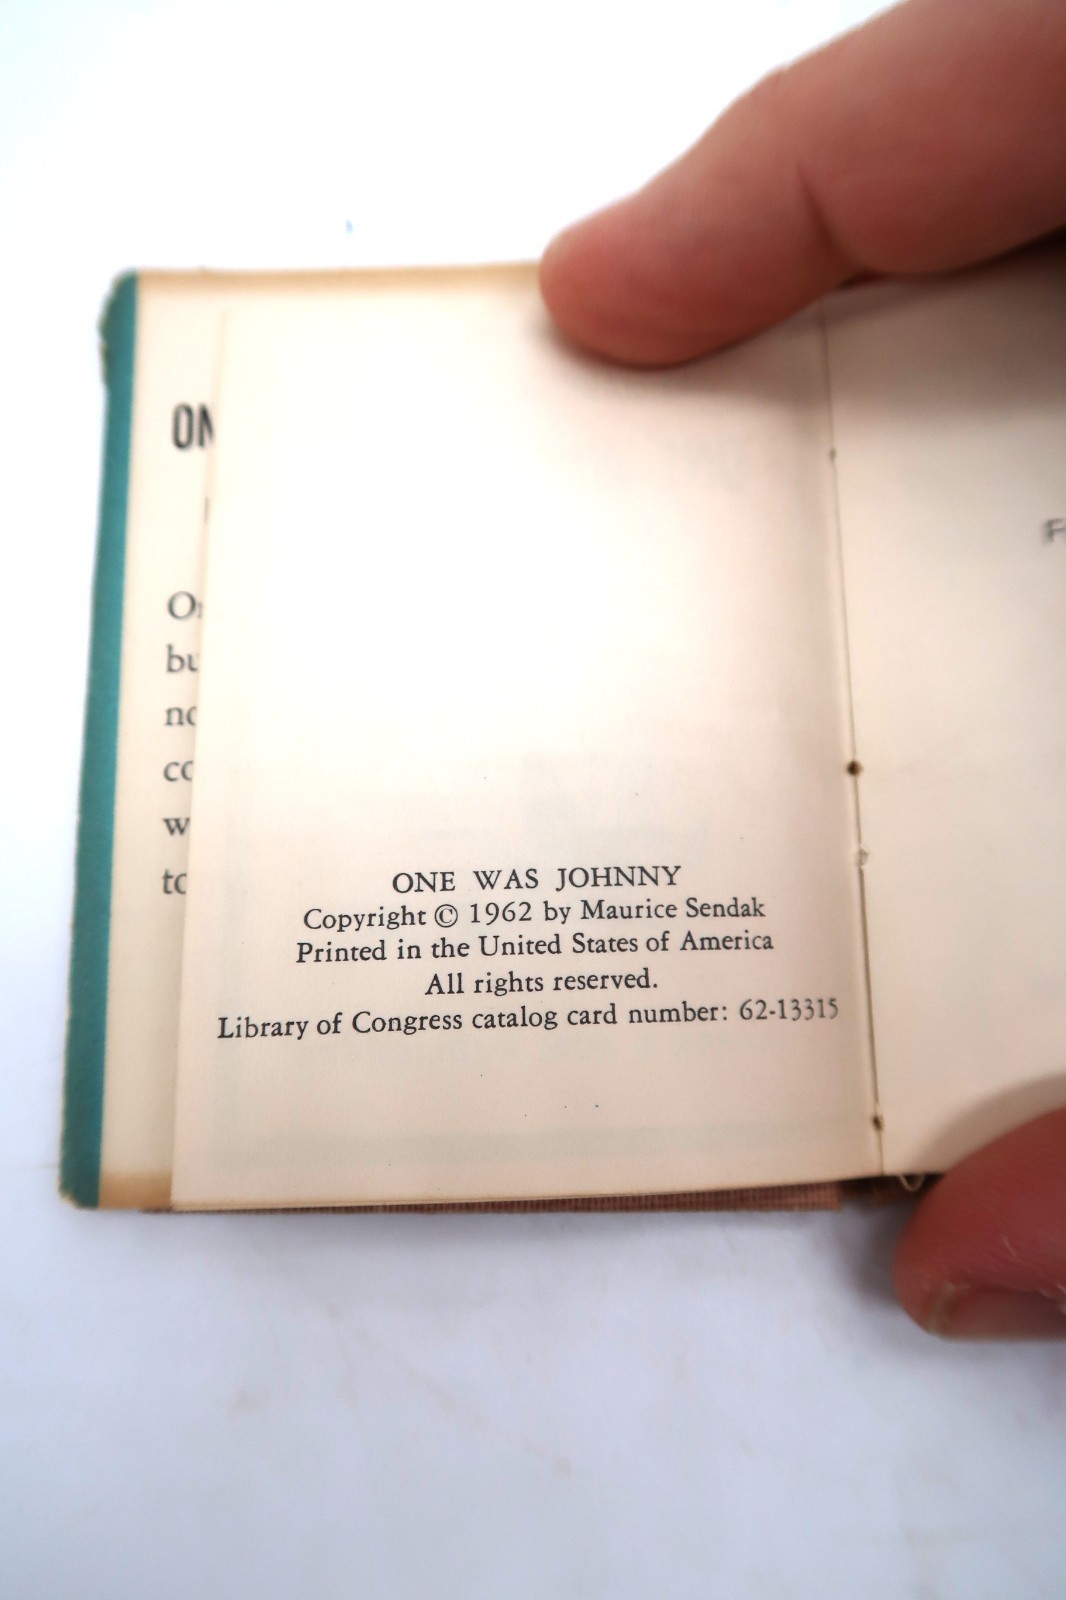 ONE WAS JOHNNY
Copyright © 1962 by Maurice Sendak
Printed in the United States of America
All rights reserved.
Library of Congress catalog card number: 62-13315